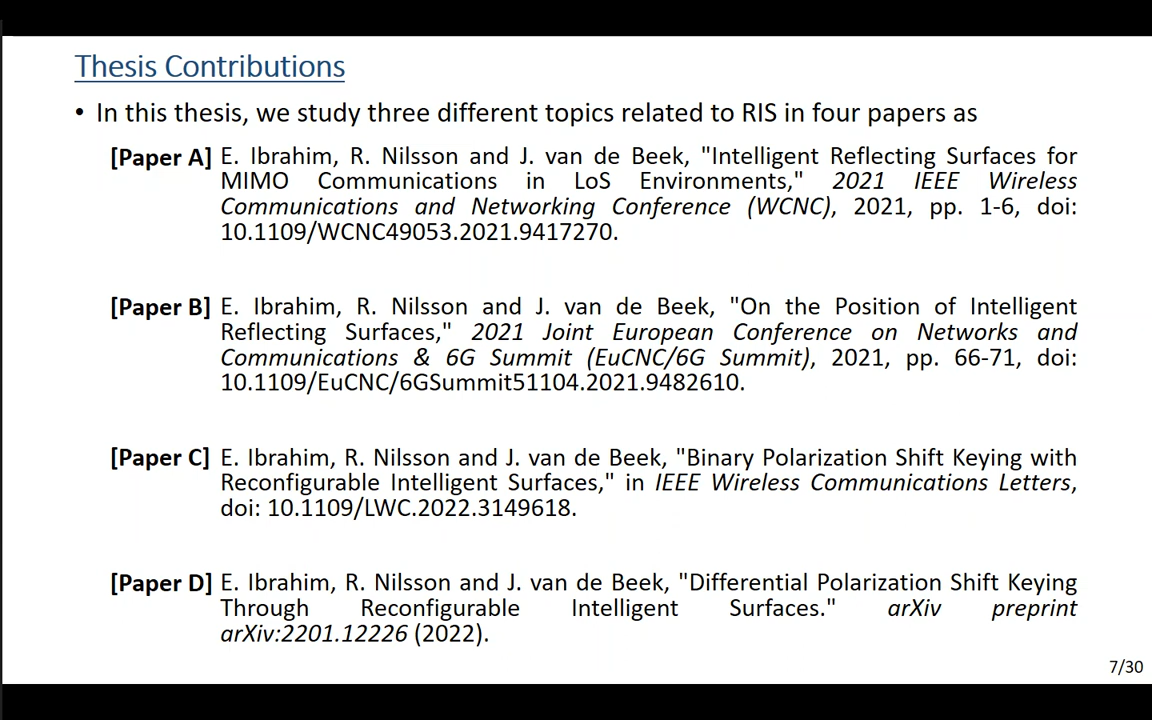 Thesis Contributions
• In this thesis, we study three different topics related to RIS in four papers as
[Paper A] E. Ibrahim, R. Nilsson and J. van de Beek, "Intelligent Reflecting Surfaces for
MIMO Communications in LoS Environments," 2021 IEEE Wireless
Communications and Networking Conference (WCNC), 2021, pp. 1-6, doi:
10.1109/WCNC49053.2021.9417270.
[Paper B] E. Ibrahim, R. Nilsson and J. van de Beek, "On the Position of Intelligent
Reflecting Surfaces," 2021 Joint European Conference on Networks and
Communications & 6G Summit (EuCNC/6G Summit), 2021, pp. 66-71, doi:
10.1109/EuCNC/6GSummit51104.2021.9482610.
[Paper C] E. Ibrahim, R. Nilsson and J. van de Beek, "Binary Polarization Shift Keying with
Reconfigurable Intelligent Surfaces," in IEEE Wireless Communications Letters,
doi: 10.1109/LWC.2022.3149618.
[Paper D] E. Ibrahim, R. Nilsson and J. van de Beek, "Differential Polarization Shift Keying
Through Reconfigurable Intelligent Surfaces." arXiv preprint
arXiv:2201.12226 (2022).
7/30